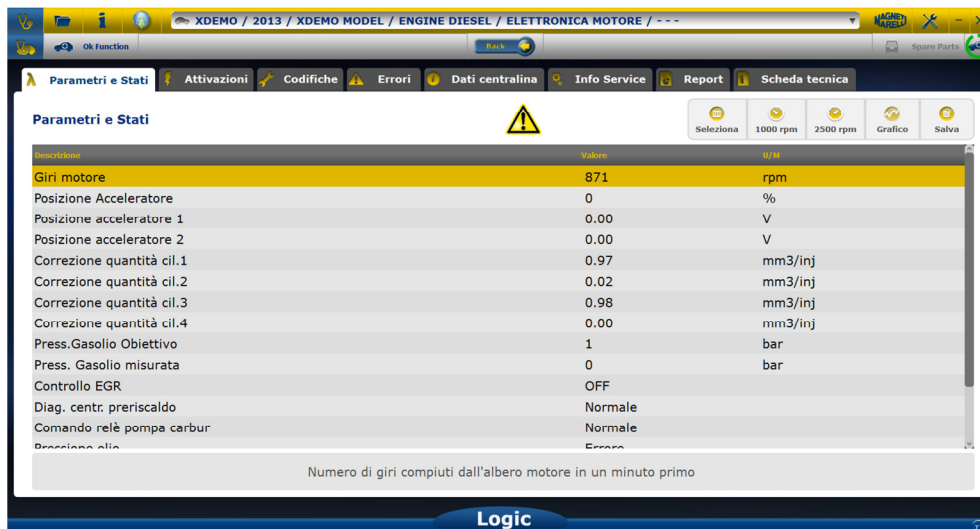 XDEMO / 2013 / XDEMO MODEL / ENGINE DIESEL / ELETTRONICA MOTORE / - - -
MAGNETI MARELLI
Ok Function
Back
Spare Parts
Parametri e Stati
Attivazioni
Codifiche
Errori
Dati centralina
Info Service
Report
Scheda tecnica
Parametri e Stati
Seleziona
1000 rpm
2500 rpm
Grafico
Salva
Descrizione Valore U/M
Giri motore 871 rpm
Posizione Acceleratore 0 %
Posizione acceleratore 1 0.00 V
Posizione acceleratore 2 0.00 V
Correzione quantità cil.1 0.97 mm3/inj
Correzione quantità cil.2 0.02 mm3/inj
Correzione quantità cil.3 0.98 mm3/inj
Correzione quantità cil.4 0.00 mm3/inj
Press.Gasolio Obiettivo 1 bar
Press. Gasolio misurata 0 bar
Controllo EGR OFF
Diag. centr. preriscaldo Normale
Comando relè pompa carbur Normale
Pressione olio Errore
Numero di giri compiuti dall'albero motore in un minuto primo
Logic